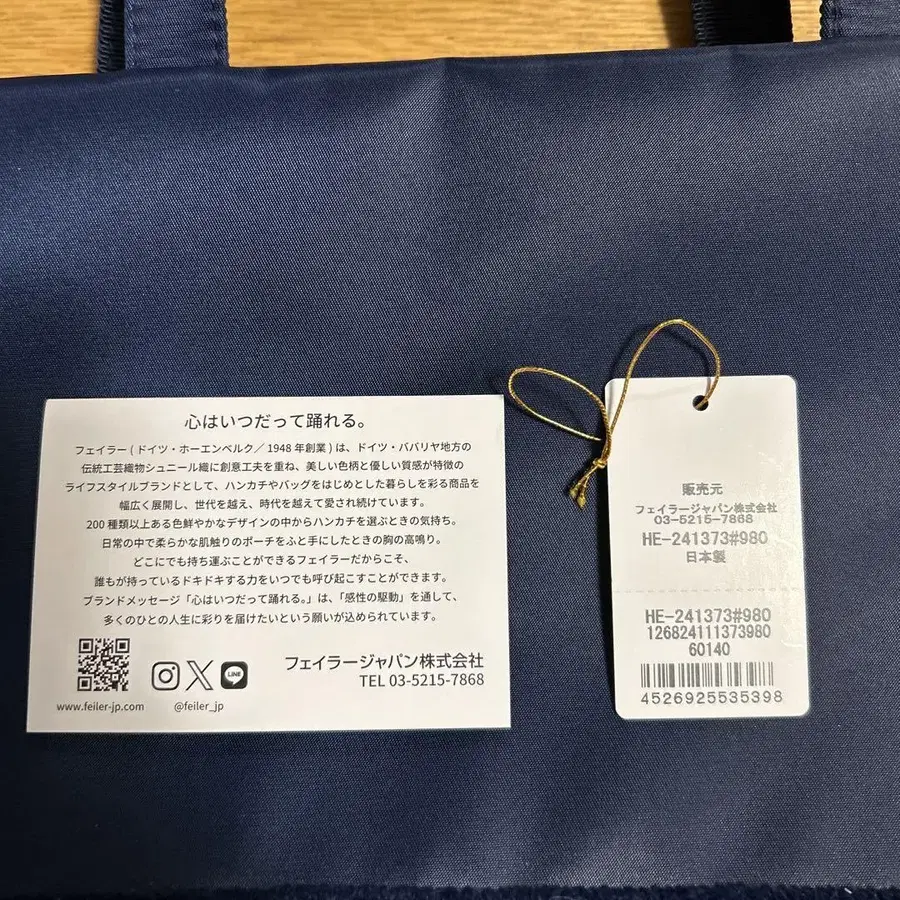 心はいつだって踊れる。
フェイラー ( ドイツ・ホーエンベルク／ 1948 年創業 ) は、ドイツ・ババリヤ地方の
伝統工芸織物シュニール織に創意工夫を重ね、美しい色柄と優しい質感が特徴の
ライフスタイルブランドとして、ハンカチやバッグをはじめとした暮らしを彩る商品を
幅広く展開し、世代を越え、時代を越えて愛され続けています。
200 種類以上ある色鮮やかなデザインの中からハンカチを選ぶときの気持ち。
日常の中で柔らかな肌触りのポーチをふと手にしたときの胸の高鳴り。
どこにでも持ち運ぶことができるフェイラーだからこそ、
誰もが持っているドキドキする力をいつでも呼び起こすことができます。
ブランドメッセージ「心はいつだって踊れる。」は、「感性の駆動」を通して、
多くのひとの人生に彩りを届けたいという願いが込められています。
LINE
フェイラージャパン株式会社
TEL 03-5215-7868
www.feiler-jp.com
@feiler_jp
販売元
フェイラージャパン株式会社
03-5215-7868
HE-241373#980
日本製
HE-241373#980
126824111373980
60140
4526925535398